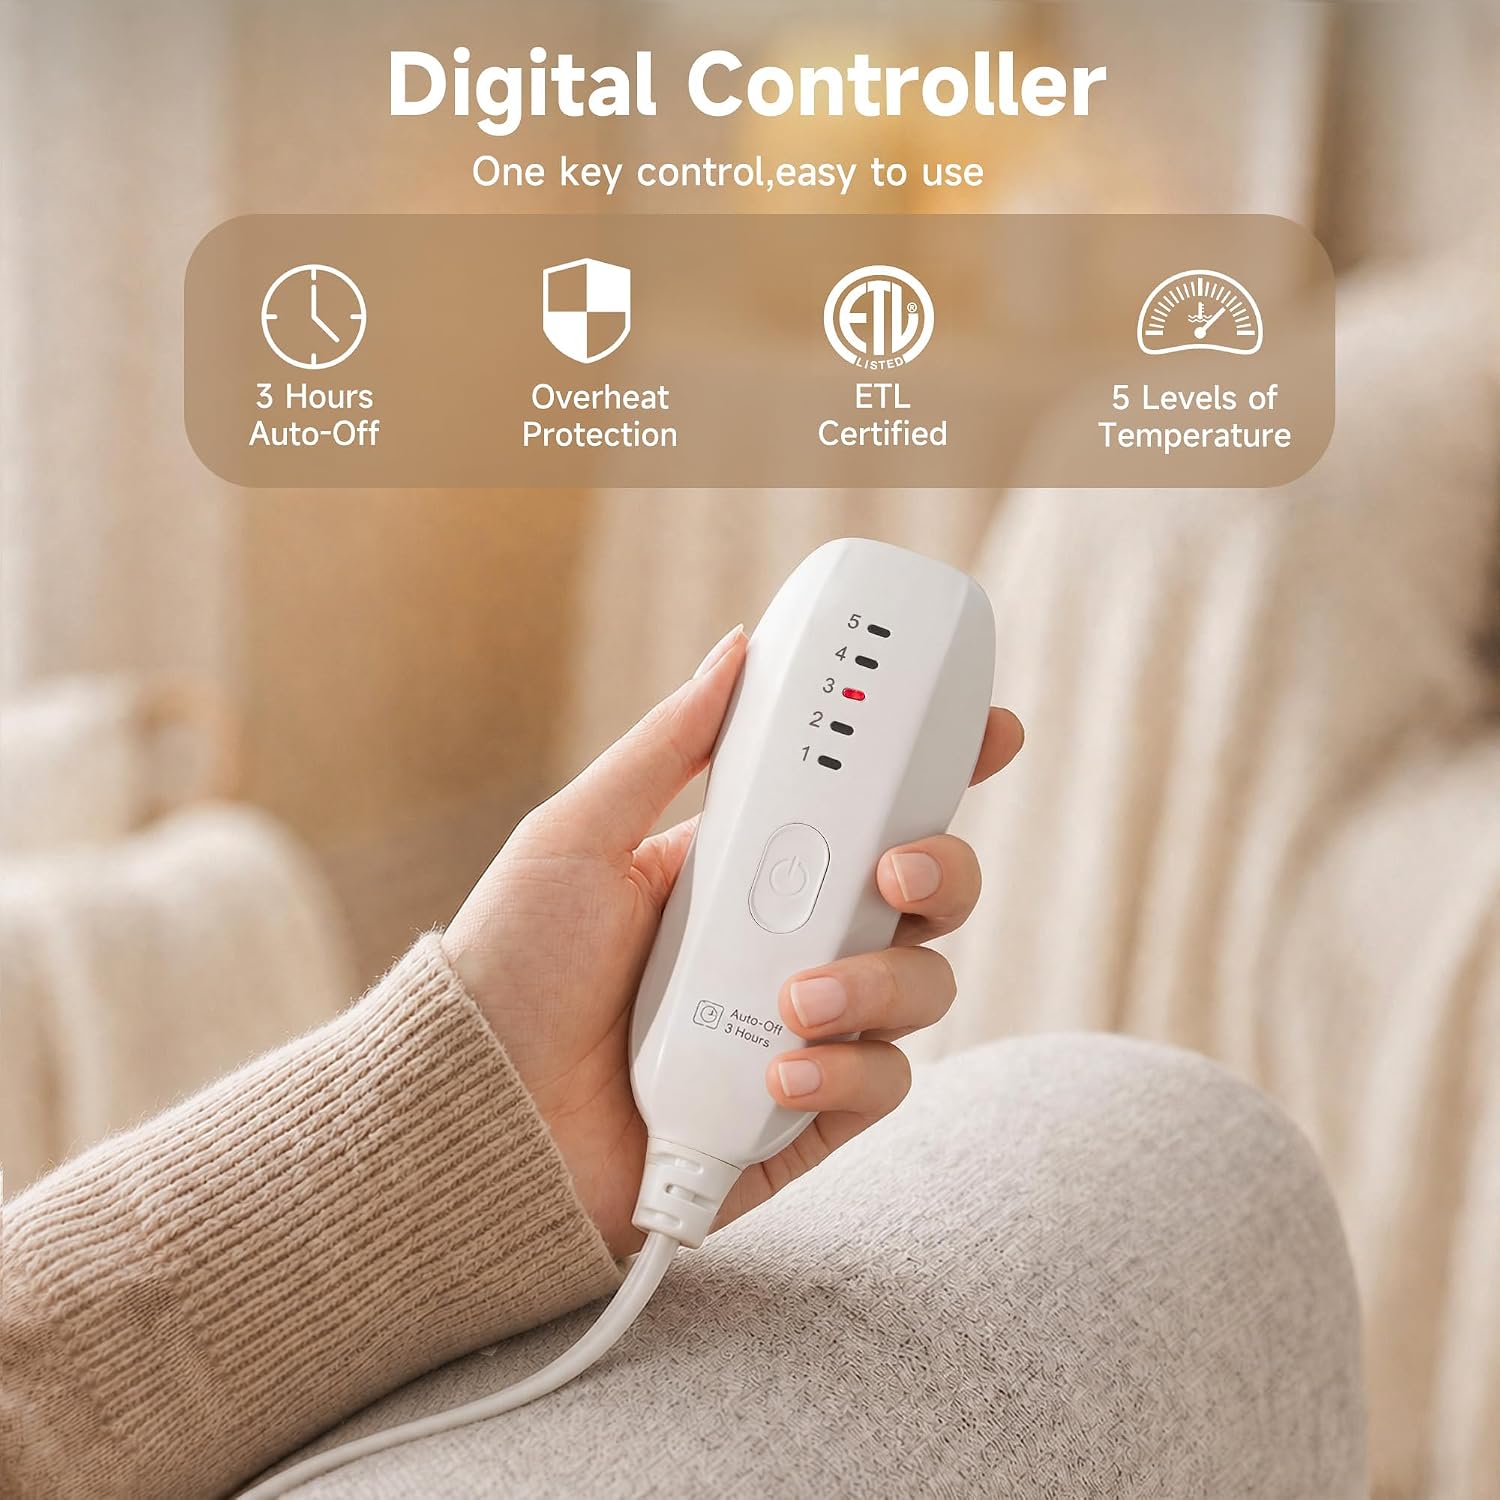 Digital Controller
One key control,easy to use
ETL®
LISTED
3 Hours
Auto-Off
Overheat
Protection
ETL
Certified
5 Levels of
Temperature
5
4
3
2
1
Auto-Off
3 Hours